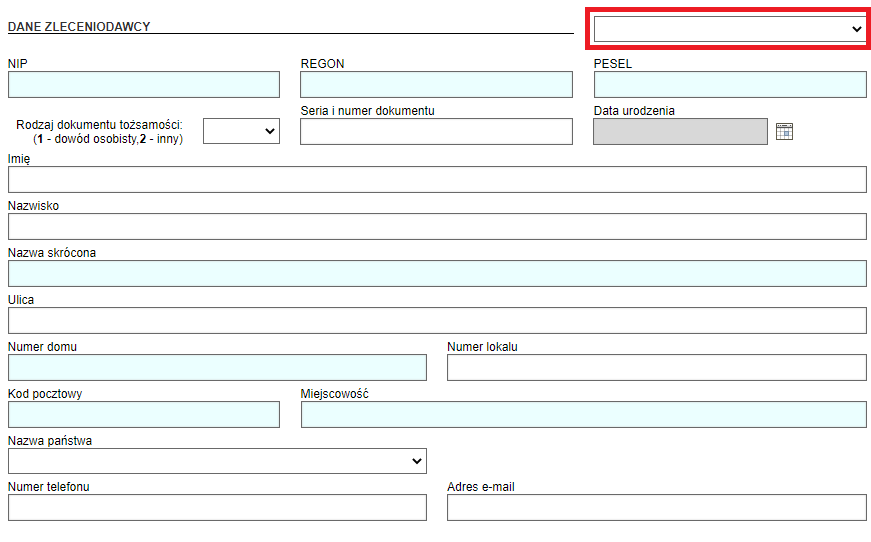 DANE ZLECENIODAWCY
NIP
REGON
PESEL
Rodzaj dokumentu tożsamości:
(1 - dowód osobisty,2 - inny)
Seria i numer dokumentu
Data urodzenia
Imię
Nazwisko
Nazwa skrócona
Ulica
Numer domu
Numer lokalu
Kod pocztowy
Miejscowość
Nazwa państwa
Numer telefonu
Adres e-mail